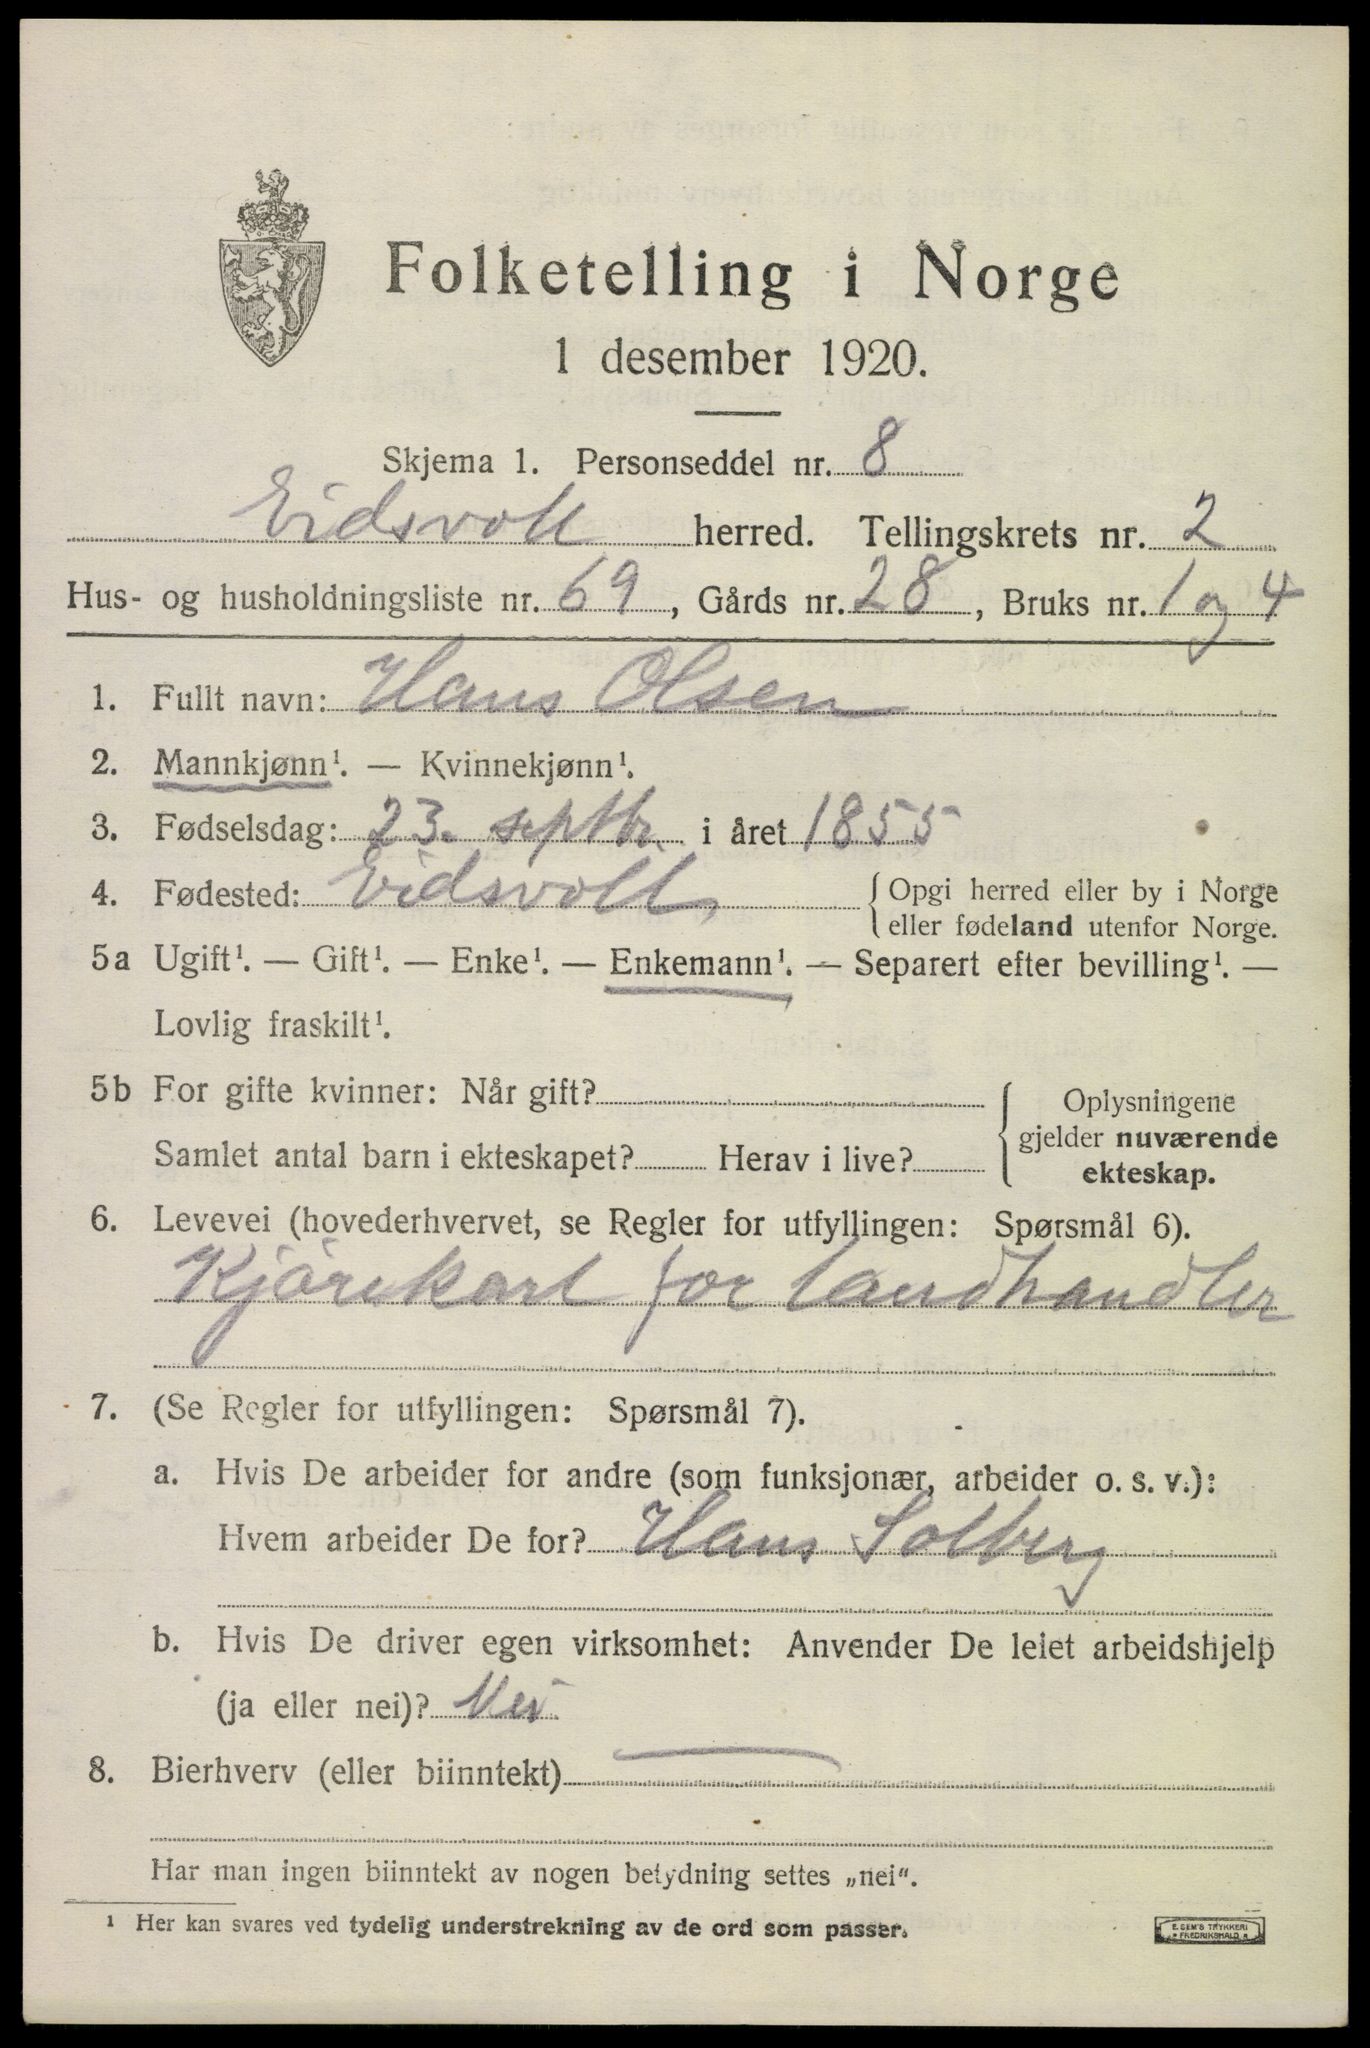 Folketelling i Norge
1 desember 1920.
Skjema 1. Personseddel nr. 8
Eidsvoll herred. Tellingskrets nr. 2
Hus- og husholdningsliste nr. 69, Gårds nr. 28, Bruks nr. 1 og 4
1. Fullt navn: Hans Olsen
2. Mannkjønn¹. — Kvinnekjønn¹.
3. Fødselsdag: 23. septbr. i året 1855
4. Fødested: Eidsvoll { Opgi herred eller by i Norge
eller fødeland utenfor Norge.
5a Ugift¹. — Gift¹. — Enke¹. — Enkemann¹. — Separert efter bevilling¹. —
Lovlig fraskilt¹.
5b For gifte kvinner: Når gift?
Samlet antal barn i ekteskapet? Herav i live?
{ Oplysningene
gjelder nuværende
ekteskap.
6. Levevei (hovederhvervet, se Regler for utfyllingen: Spørsmål 6).
Kjörekarl for landhandler
7. (Se Regler for utfyllingen: Spørsmål 7).
a. Hvis De arbeider for andre (som funksjonær, arbeider o. s. v.):
Hvem arbeider De for? Hans Solberg
b. Hvis De driver egen virksomhet: Anvender De leiet arbeidshjelp
(ja eller nei)? Nei.
8. Bierhverv (eller biinntekt) —
Har man ingen biinntekt av nogen betydning settes „nei“.
¹ Her kan svares ved tydelig understrekning av de ord som passer.
E. SEM'S TRYKKERI
FREDRIKSHALD